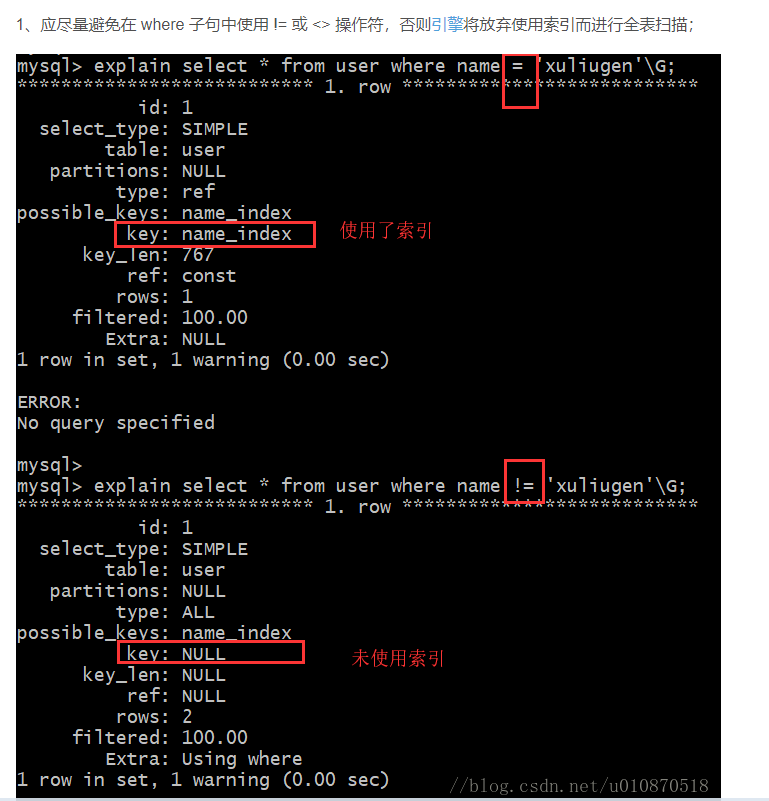 1、应尽量避免在 where 子句中使用 != 或 <> 操作符，否则引擎将放弃使用索引而进行全表扫描；
mysql> explain select * from user where name = 'xuliugen'\G;
*************************** 1. row ***************************
id: 1
select_type: SIMPLE
table: user
partitions: NULL
type: ref
possible_keys: name_index
key: name_index 使用了索引
key_len: 767
ref: const
rows: 1
filtered: 100.00
Extra: NULL
1 row in set, 1 warning (0.00 sec)
ERROR:
No query specified
mysql>
mysql> explain select * from user where name != 'xuliugen'\G;
*************************** 1. row ***************************
id: 1
select_type: SIMPLE
table: user
partitions: NULL
type: ALL
possible_keys: name_index
key: NULL 未使用索引
key_len: NULL
ref: NULL
rows: 2
filtered: 100.00
Extra: Using where
1 row in set, 1 warning (0.00 sec)
//blog.csdn.net/u010870518